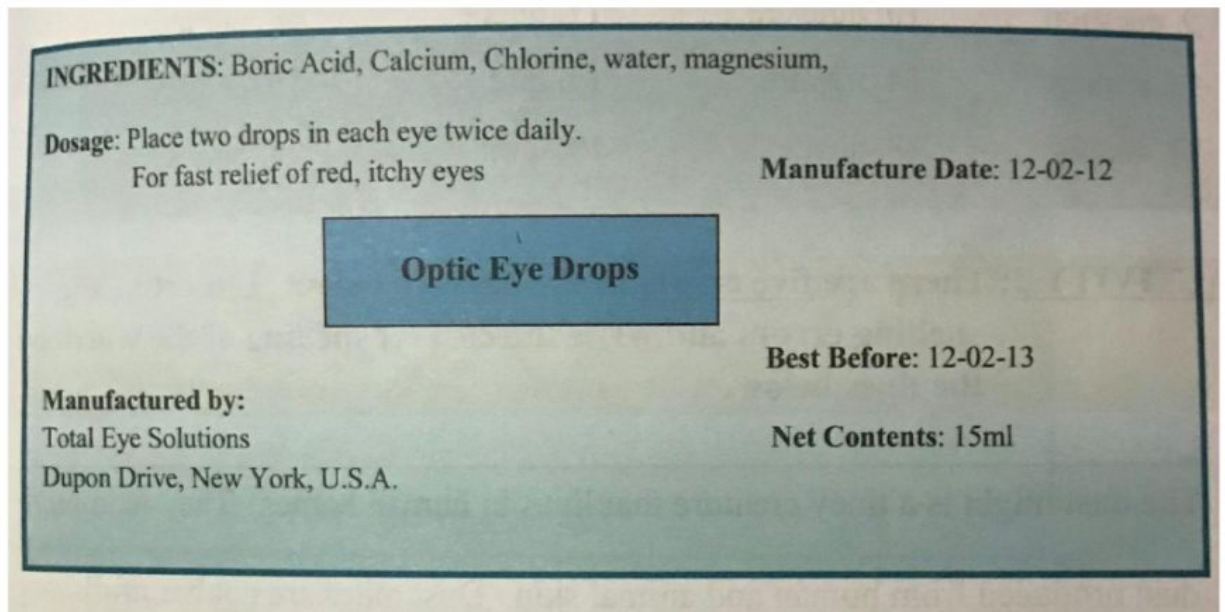 INGREDIENTS: Boric Acid, Calcium, Chlorine, water, magnesium,
Dosage: Place two drops in each eye twice daily.
For fast relief of red, itchy eyes
Manufacture Date: 12-02-12
Optic Eye Drops
Best Before: 12-02-13
Manufactured by:
Total Eye Solutions
Net Contents: 15ml
Dupon Drive, New York, U.S.A.